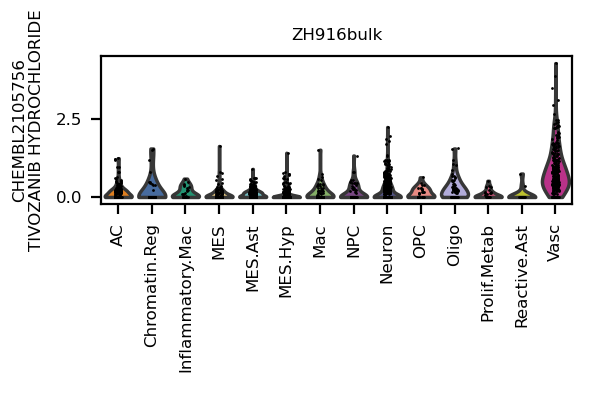 ZH916bulk
CHEMBL2105756
TIVOZANIB HYDROCHLORIDE
2.5
0.0
AC
Chromatin.Reg
Inflammatory.Mac
MES
MES.Ast
MES.Hyp
Mac
NPC
Neuron
OPC
Oligo
Prolif.Metab
Reactive.Ast
Vasc